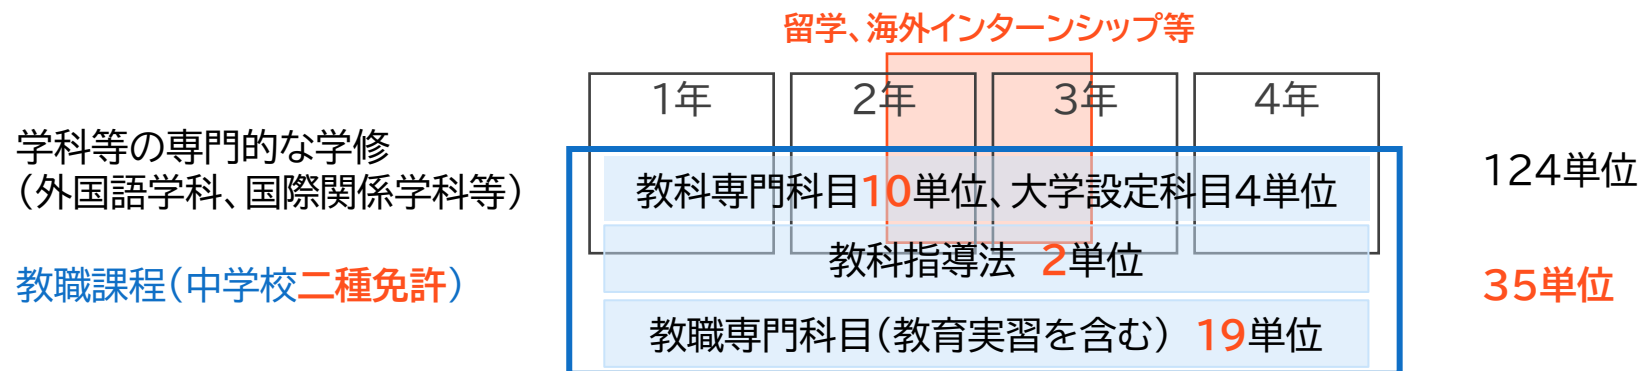 留学、海外インターンシップ等
1年
2年
3年
4年
学科等の専門的な学修
（外国語学科、国際関係学科等）
教科専門科目10単位、大学設定科目4単位
124単位
教科指導法 2単位
教職課程（中学校二種免許）
35単位
教職専門科目（教育実習を含む） 19単位